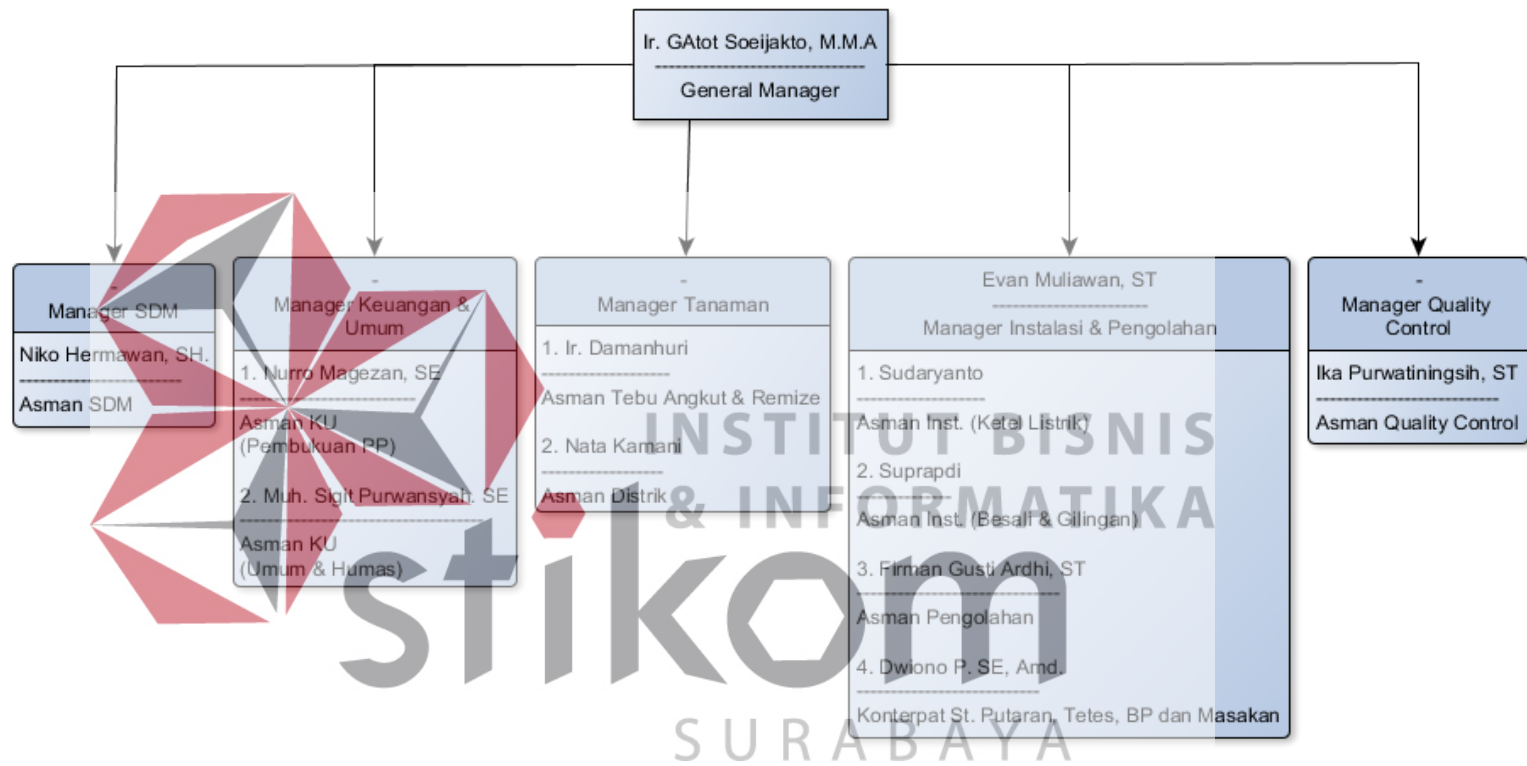 Ir. GAtot Soeijakto, M.M.A
------------------------------
General Manager
-
Manager SDM
Niko Hermawan, SH.
-----------------------
Asman SDM
-
Manager Keuangan &
Umum
1. Nurro Magezan, SE
-------------------------
Asman KU
(Pembukuan PP)
2. Muh. Sigit Purwansyah. SE
-----------------------------------
Asman KU
(Umum & Humas)
-
Manager Tanaman
1. Ir. Damanhuri
------------------
Asman Tebu Angkut & Remize
2. Nata Kamani
-----------------
Asman Distrik
Evan Muliawan, ST
----------------------
Manager Instalasi & Pengolahan
1. Sudaryanto
------------------
Asman Inst. (Ketel Listrik)
2. Suprapdi
-------------
Asman Inst. (Besali & Gilingan)
3. Firman Gusti Ardhi, ST
-----------------------------
Asman Pengolahan
4. Dwiono P. SE, Amd.
--------------------------
Konterpat St. Putaran, Tetes, BP dan Masakan
-
Manager Quality
Control
Ika Purwatiningsih, ST
--------------------------
Asman Quality Control
INSTITUT BISNIS
& INFORMATIKA
stikom
SURABAYA